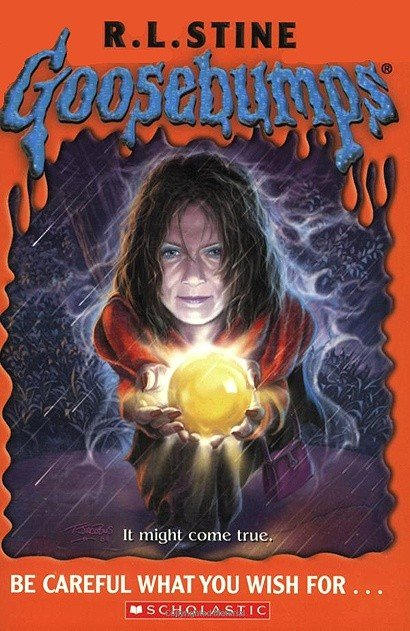 R.L.STINE
Goosebumps®
It might come true.
BE CAREFUL WHAT YOU WISH FOR . . .
SCHOLASTIC